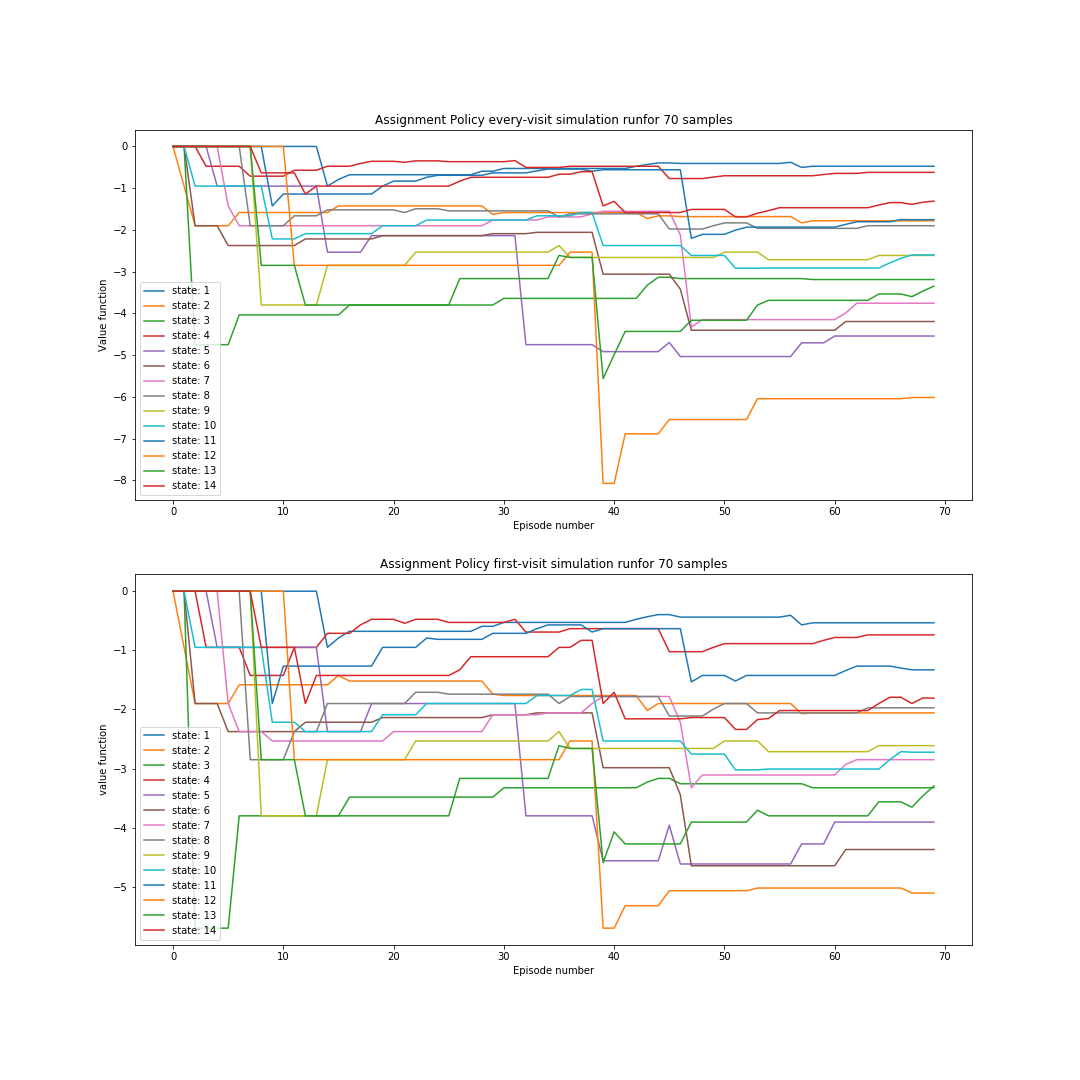 Assignment Policy every-visit simulation runfor 70 samples
0
−1
−2
−3
−4
−5
−6
−7
−8
Value function
state: 1
state: 2
state: 3
state: 4
state: 5
state: 6
state: 7
state: 8
state: 9
state: 10
state: 11
state: 12
state: 13
state: 14
0 10 20 30 40 50 60 70
Episode number
Assignment Policy first-visit simulation runfor 70 samples
0
−1
−2
−3
−4
−5
value function
state: 1
state: 2
state: 3
state: 4
state: 5
state: 6
state: 7
state: 8
state: 9
state: 10
state: 11
state: 12
state: 13
state: 14
0 10 20 30 40 50 60 70
Episode number